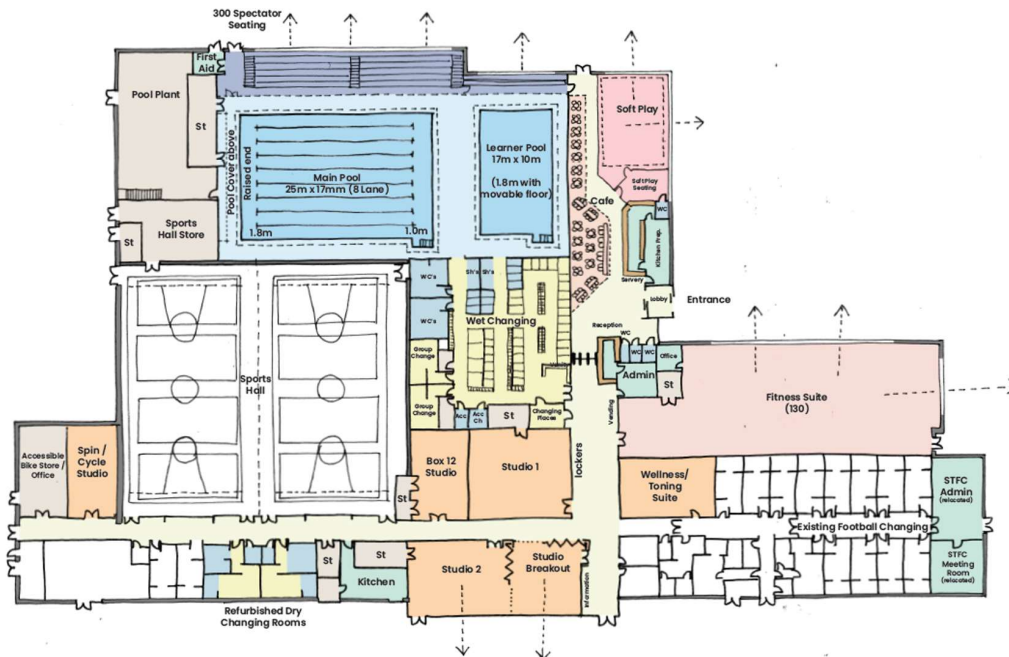 300 Spectator
Seating
First
Aid
Pool Plant
St
Pool Cover above
Raised end
Main Pool
25m x 17mm (8 Lane)
1.8m
1.0m
Learner Pool
17m x 10m
(1.8m with
movable floor)
Soft Play
Soft Play
Seating
Cafe
WC
Kitchen Prep.
Servery
Lobby
Entrance
Sports
Hall Store
St
WC's
WC's
Sh's
Sh's
Wet Changing
Group
Change
Group
Change
Acc
Acc
Ch
St
Changing
Places
Vanity
Reception
WC
WC
WC
Office
Admin
St
Vending
Fitness Suite
(130)
Sports
Hall
Accessible
Bike Store /
Office
Spin /
Cycle
Studio
St
Box 12
Studio
Studio 1
lockers
Wellness/
Toning
Suite
STFC
Admin
(relocated)
Existing Football Changing
STFC
Meeting
Room
(relocated)
St
St
Kitchen
Studio 2
Studio
Breakout
Information
Refurbished Dry
Changing Rooms